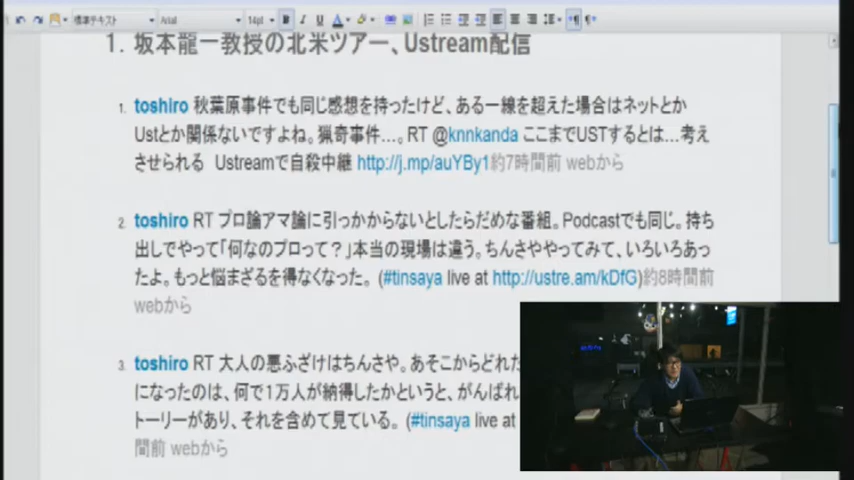 標準テキスト Arial 14pt B I U A
1. 坂本龍一教授の北米ツアー、Ustream配信
1. toshiro 秋葉原事件でも同じ感想を持ったけど、ある一線を超えた場合はネットとか
Ustとか関係ないですよね。猟奇事件…。RT @knnkanda ここまでUSTするとは…考え
させられる Ustreamで自殺中継 http://j.mp/auYBy1約7時間前 webから
2. toshiro RT プロ論アマ論に引っかからないとしたらだめな番組。Podcastでも同じ。持ち
出しでやって「何なのプロって？」本当の現場は違う。ちんさややってみて、いろいろあっ
たよ。もっと悩まざるを得なくなった。 (#tinsaya live at http://ustre.am/kDfG)約8時間前
webから
3. toshiro RT 大人の悪ふざけはちんさや。あそこからどれた
になったのは、何で1万人が納得したかというと、がんばれ
トーリーがあり、それを含めて見ている。 (#tinsaya live at
間前 webから